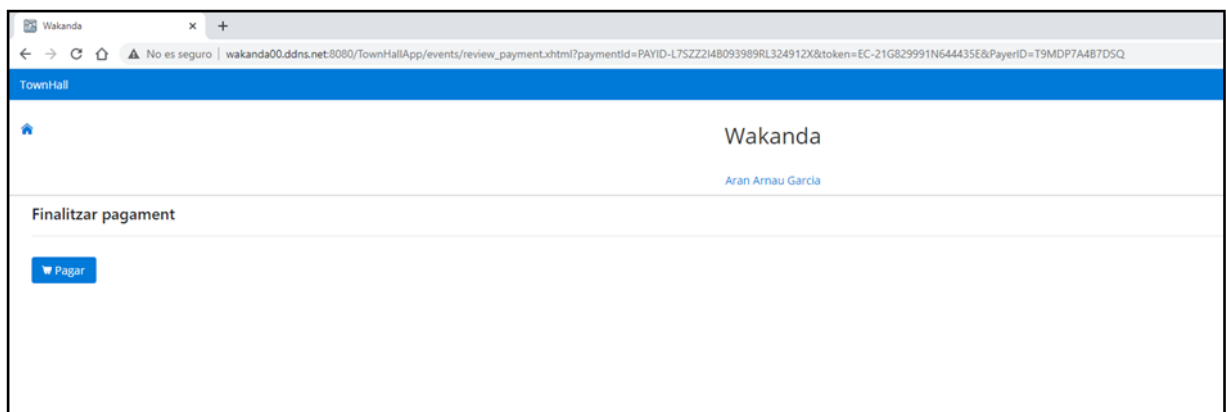 Wakanda
No es seguro | wakanda00.ddns.net:8080/TownHallApp/events/review_payment.xhtml?paymentId=PAYID-L7SZZ2I4B093989RL324912X&token=EC-21G829991N644435E&PayerID=T9MDP7A4B7DSQ
TownHall
Wakanda
Aran Arnau Garcia
Finalitzar pagament
Pagar